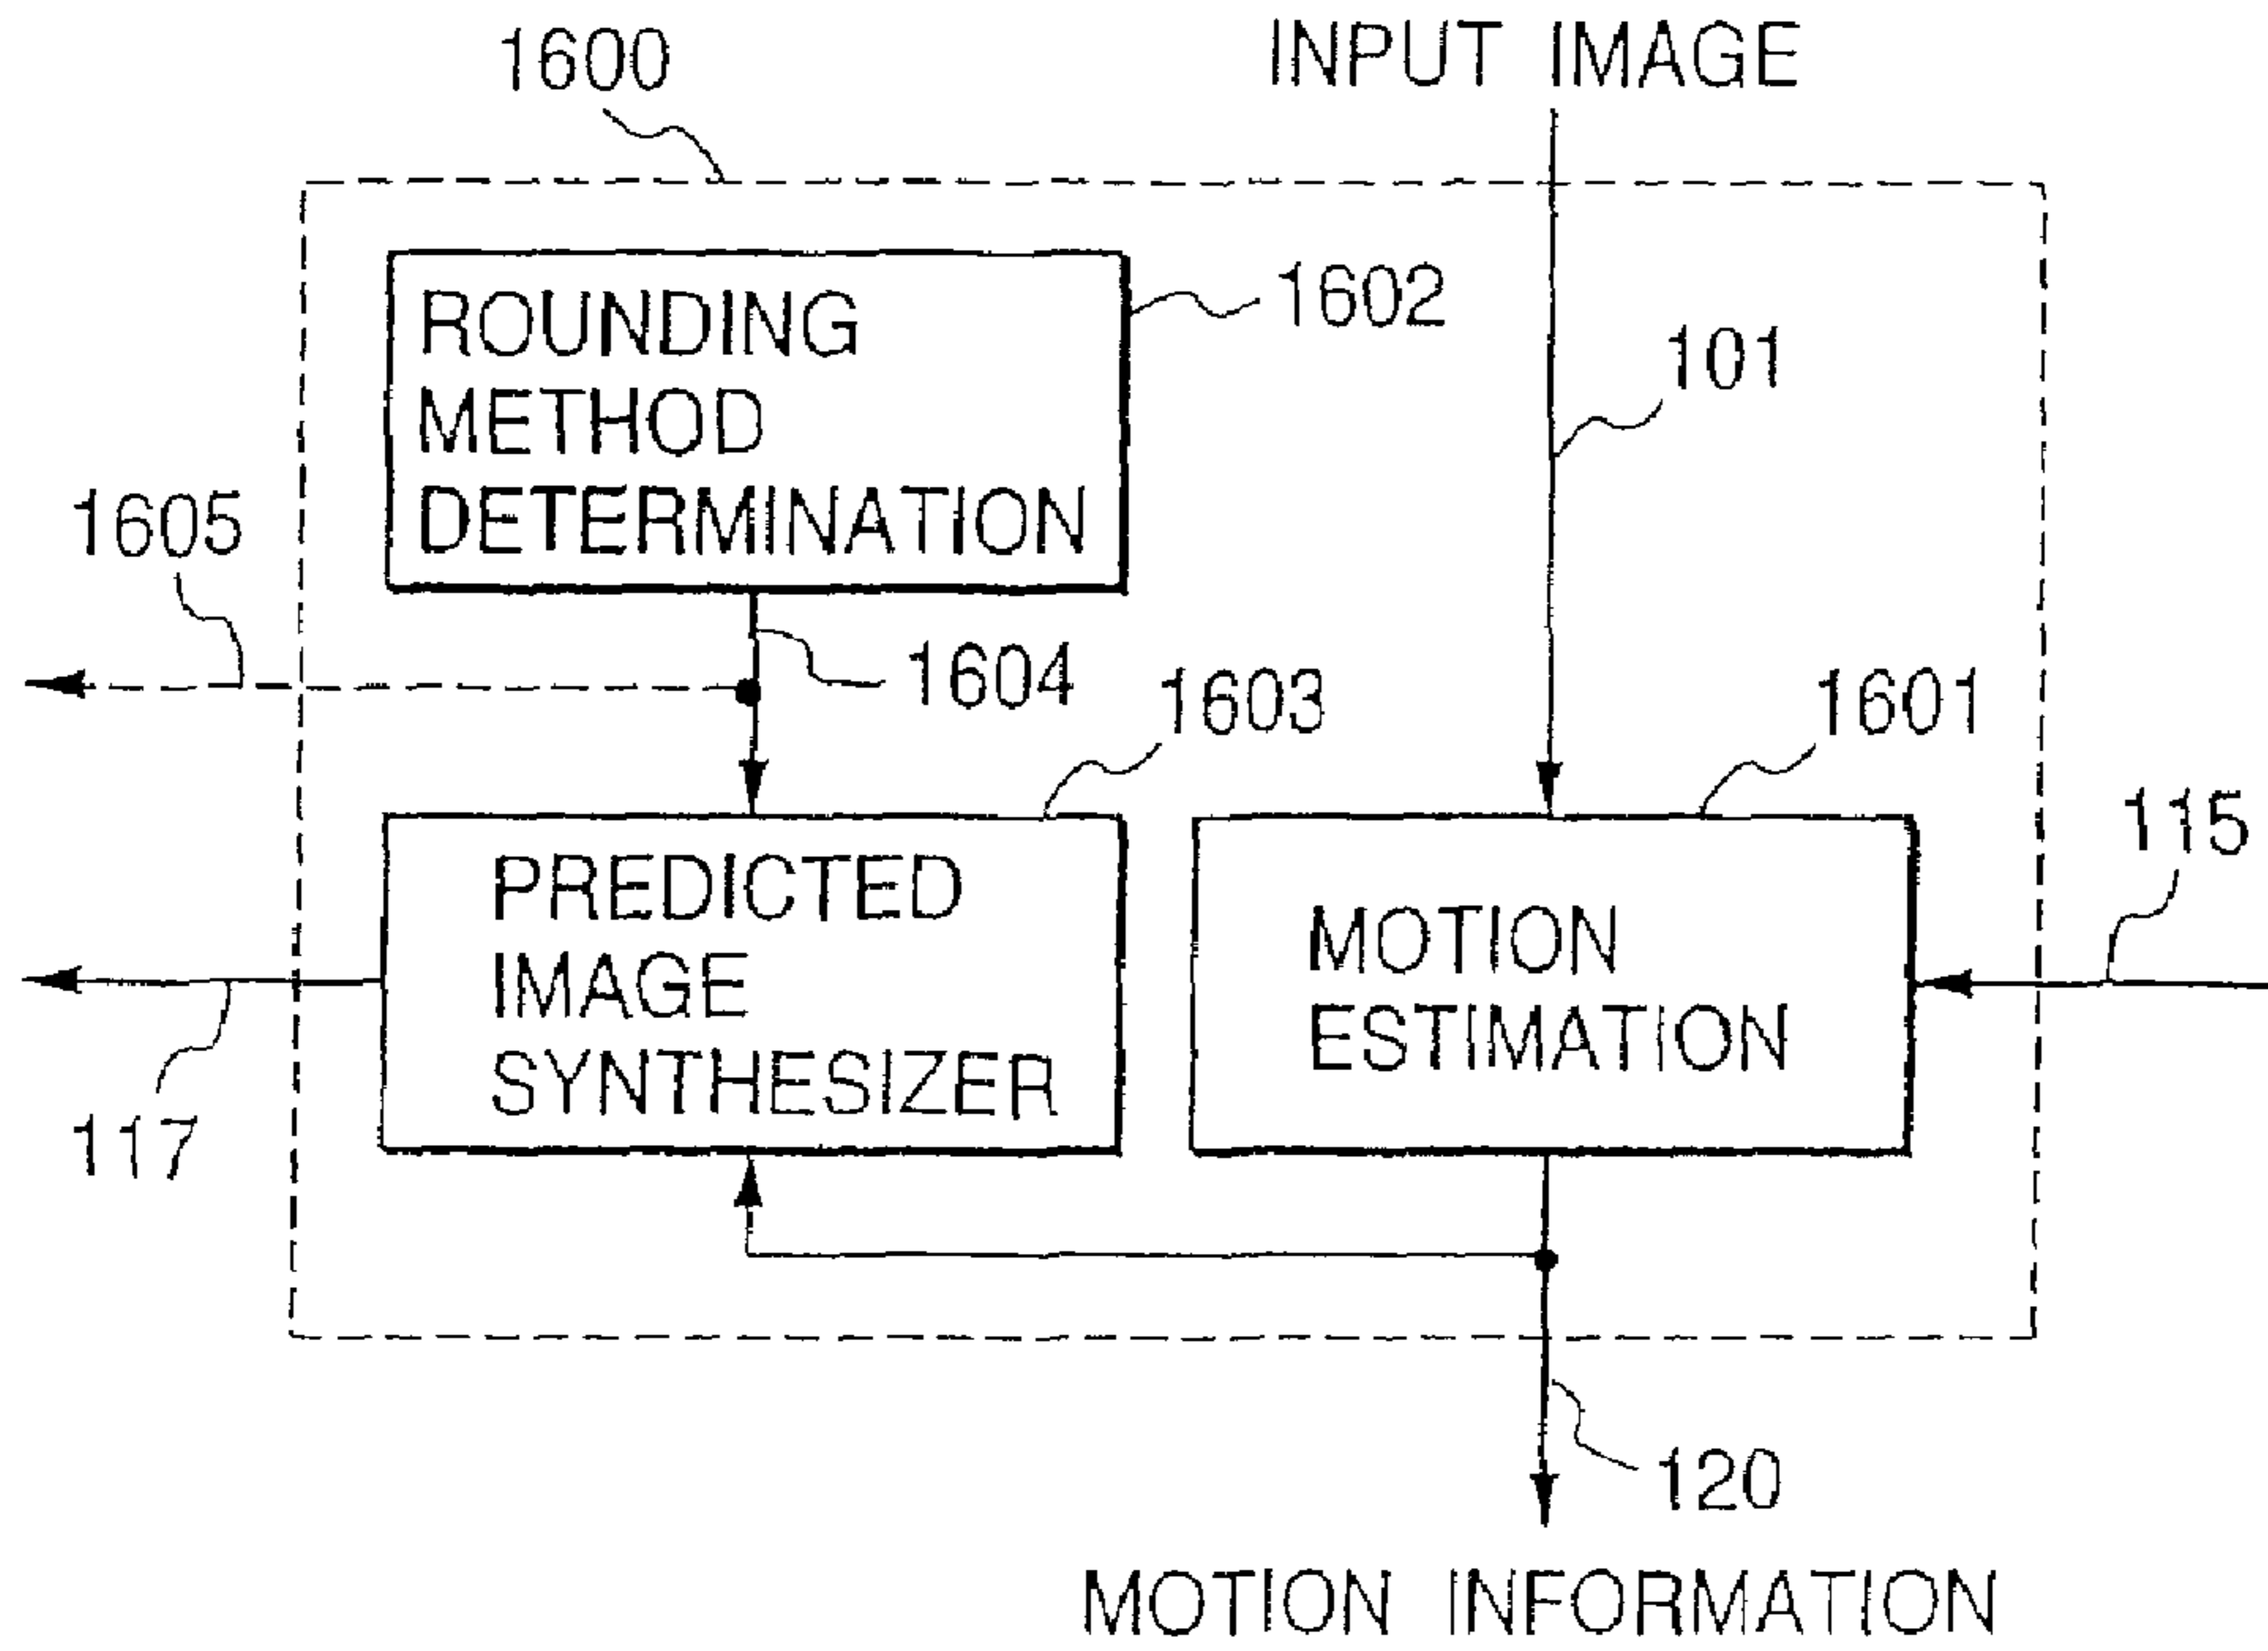 1600
INPUT IMAGE
ROUNDING
METHOD
DETERMINATION
1602
101
1605
1604
1603
1601
115
PREDICTED
IMAGE
SYNTHESIZER
MOTION
ESTIMATION
117
120
MOTION INFORMATION